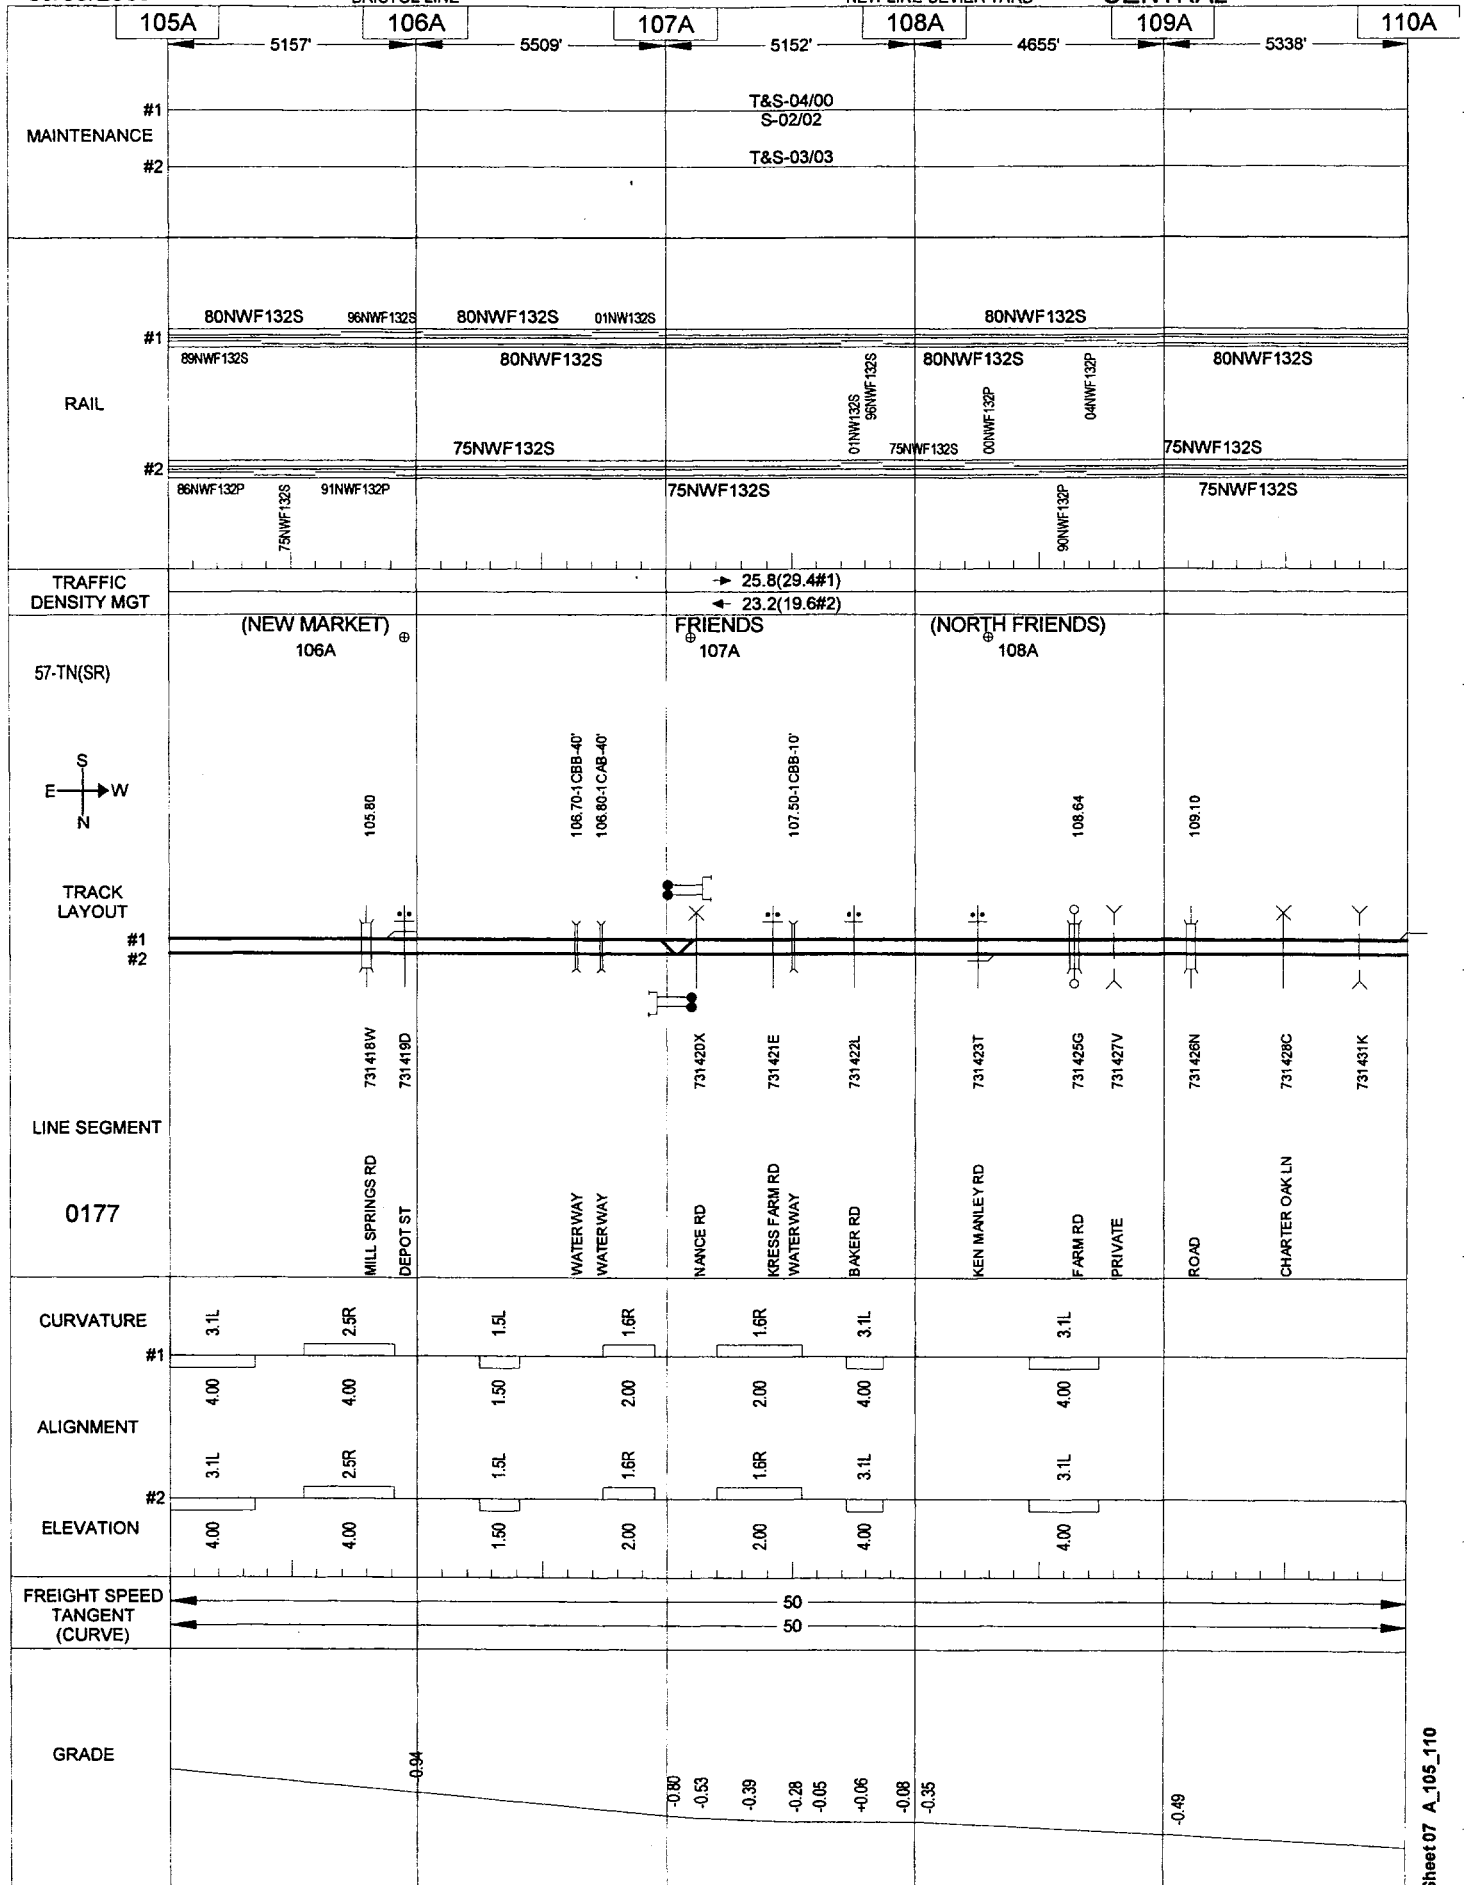 105A 106A 107A 108A 109A 110A
5157' 5509' 5152' 4655' 5338'
#1
T&S-04/00
S-02/02
MAINTENANCE
#2
T&S-03/03
80NWF132S 96NWF132S 80NWF132S 01NW132S 80NWF132S
#1
89NWF132S 80NWF132S 80NWF132S 80NWF132S
01NW132S
96NWF132S
00NWF132P
04NWF132P
RAIL
75NWF132S 75NWF132S 75NWF132S
#2
86NWF132P 91NWF132P 75NWF132S 75NWF132S
75NWF132S
90NWF132P
TRAFFIC
DENSITY MGT
25.8(29.4#1)
23.2(19.6#2)
(NEW MARKET) FRIENDS (NORTH FRIENDS)
106A 107A 108A
57-TN(SR)
S
E W
N
105.80
106.70-1CBB-40'
106.80-1CAB-40'
107.50-1CBB-10'
108.64
109.10
TRACK
LAYOUT
#1
#2
731418W
731419D
731420X
731421E
731422L
731423T
731425G
731427V
731426N
731428C
731431K
LINE SEGMENT
0177
MILL SPRINGS RD
DEPOT ST
WATERWAY
WATERWAY
NANCE RD
KRESS FARM RD
WATERWAY
BAKER RD
KEN MANLEY RD
FARM RD
PRIVATE
ROAD
CHARTER OAK LN
CURVATURE
3.1L 2.5R 1.5L 1.6R 1.6R 3.1L 3.1L
#1
4.00 4.00 1.50 2.00 2.00 4.00 4.00
ALIGNMENT
3.1L 2.5R 1.5L 1.6R 1.6R 3.1L 3.1L
#2
ELEVATION
4.00 4.00 1.50 2.00 2.00 4.00 4.00
FREIGHT SPEED
TANGENT
(CURVE)
50
50
GRADE
-0.94
-0.80
-0.53
-0.39
-0.28
-0.05
+0.06
-0.08
-0.35
-0.49
Sheet 07 A_105_110